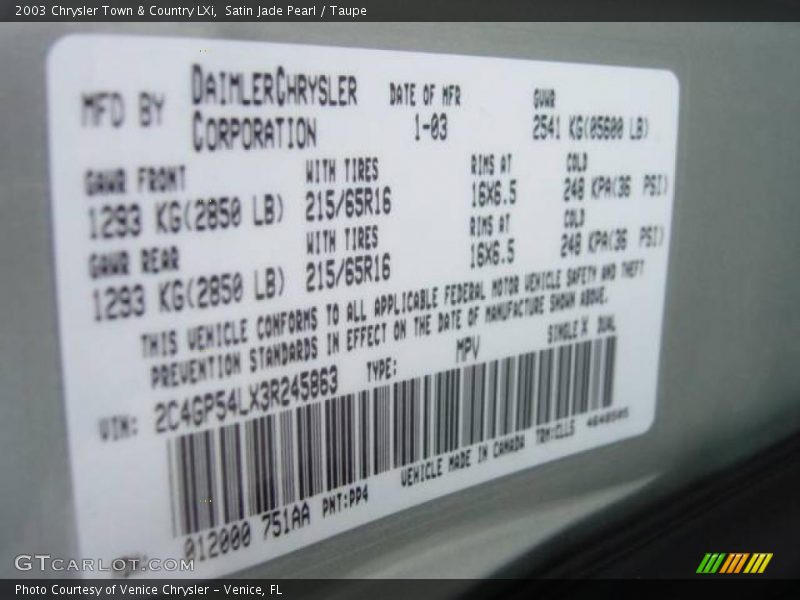 2003 Chrysler Town & Country LXi, Satin Jade Pearl / Taupe
MFD BY DAIMLERCHRYSLER CORPORATION
DATE OF MFR 1-03
GVWR 2541 KG(05600 LB)
GAWR FRONT WITH TIRES RIMS AT COLD
1293 KG(2850 LB) 215/65R16 16X6.5 248 KPA(36 PSI)
GAWR REAR WITH TIRES RIMS AT COLD
1293 KG(2850 LB) 215/65R16 16X6.5 248 KPA(36 PSI)
THIS VEHICLE CONFORMS TO ALL APPLICABLE FEDERAL MOTOR VEHICLE SAFETY AND THEFT
PREVENTION STANDARDS IN EFFECT ON THE DATE OF MANUFACTURE SHOWN ABOVE.
VIN: 2C4GP54LX3R245863 TYPE: MPV SINGLE X DUAL
012000 751AA PNT:PP4 VEHICLE MADE IN CANADA TRM:CLL5
GTCARLOT.COM
Photo Courtesy of Venice Chrysler - Venice, FL